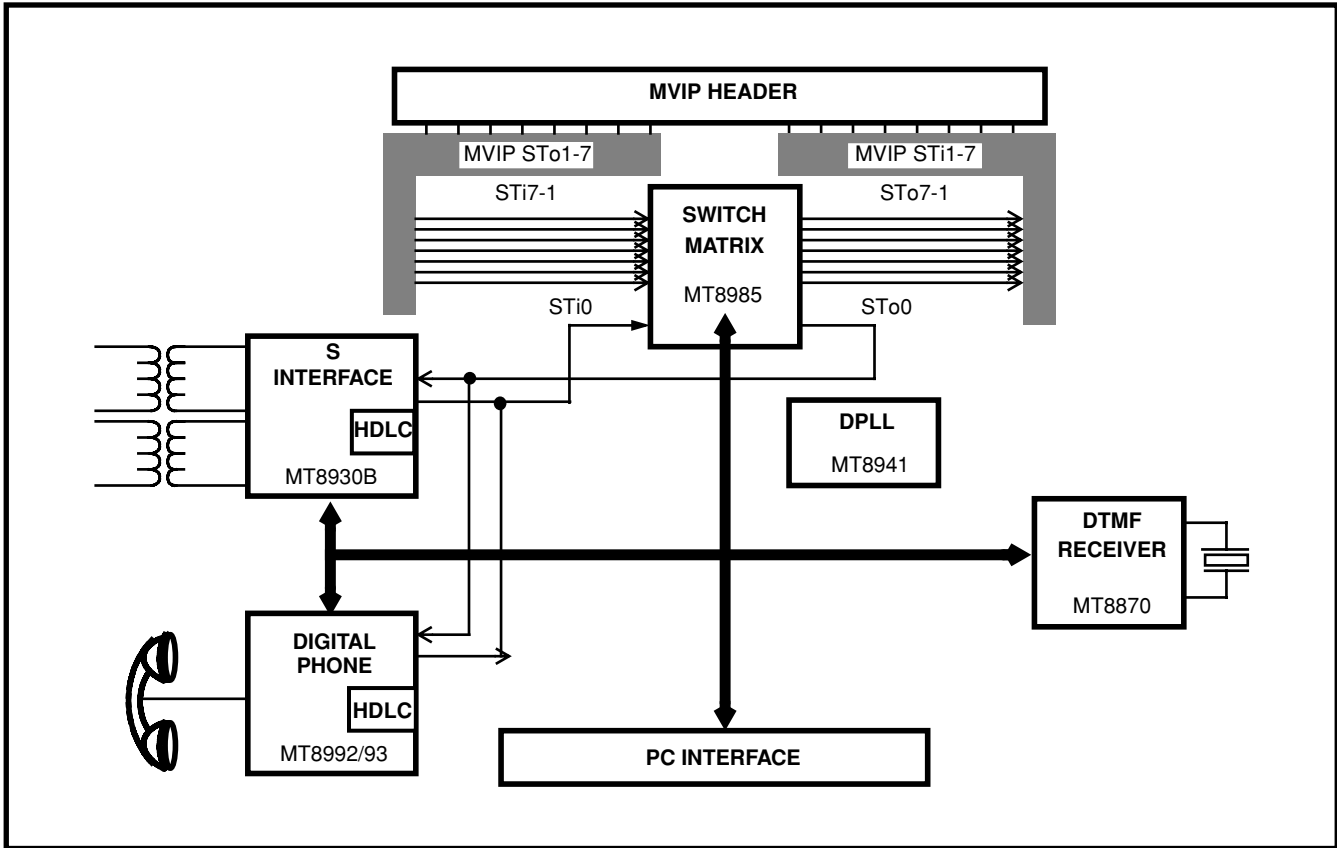 MVIP HEADER
MVIP STo1-7
MVIP STi1-7
STi7-1
STo7-1
SWITCH
MATRIX
MT8985
STi0
STo0
S
INTERFACE
HDLC
MT8930B
DPLL
MT8941
DTMF
RECEIVER
MT8870
DIGITAL
PHONE
HDLC
MT8992/93
PC INTERFACE